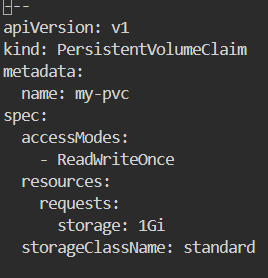 ---
apiVersion: v1
kind: PersistentVolumeClaim
metadata:
  name: my-pvc
spec:
  accessModes:
    - ReadWriteOnce
  resources:
    requests:
      storage: 1Gi
  storageClassName: standard